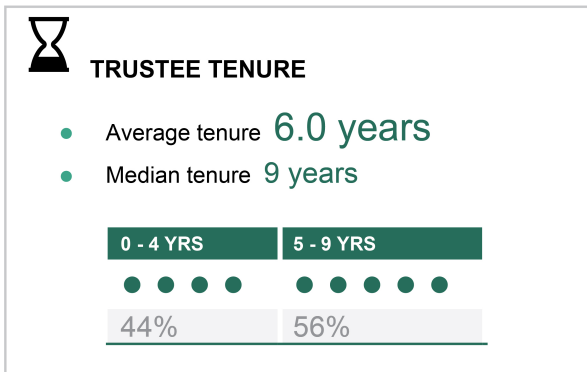 TRUSTEE TENURE
Average tenure 6.0 years
Median tenure 9 years
0 - 4 YRS 5 - 9 YRS
44% 56%